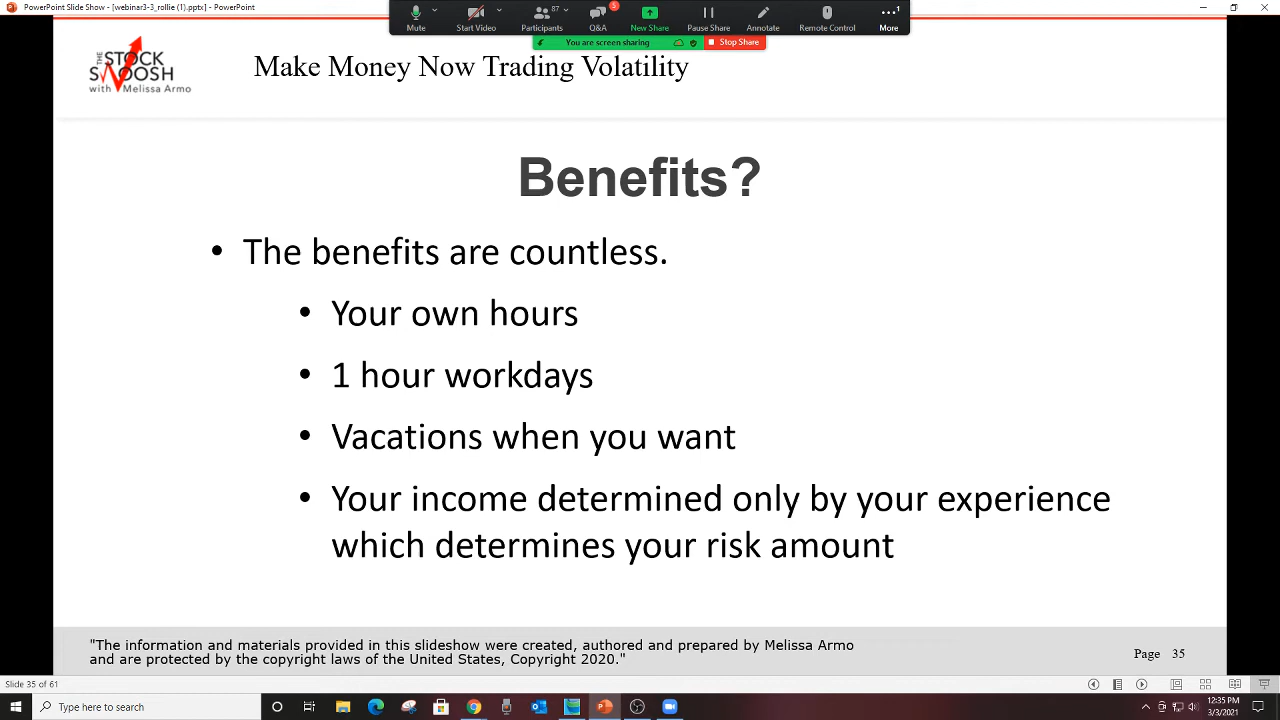 PowerPoint Slide Show - [webinar3-3_rollie (1).pptx] - PowerPoint
Mute
Start Video
87
Participants
5
Q&A
New Share
Pause Share
Annotate
Remote Control
1
More
You are screen sharing
Stop Share
THE
STOCK
SWOOSH
with Melissa Armo
Make Money Now Trading Volatility
Benefits?
• The benefits are countless.
• Your own hours
• 1 hour workdays
• Vacations when you want
• Your income determined only by your experience
which determines your risk amount
"The information and materials provided in this slideshow were created, authored and prepared by Melissa Armo
and are protected by the copyright laws of the United States, Copyright 2020."
Page 35
Slide 35 of 61
Type here to search
12:35 PM
3/3/2021